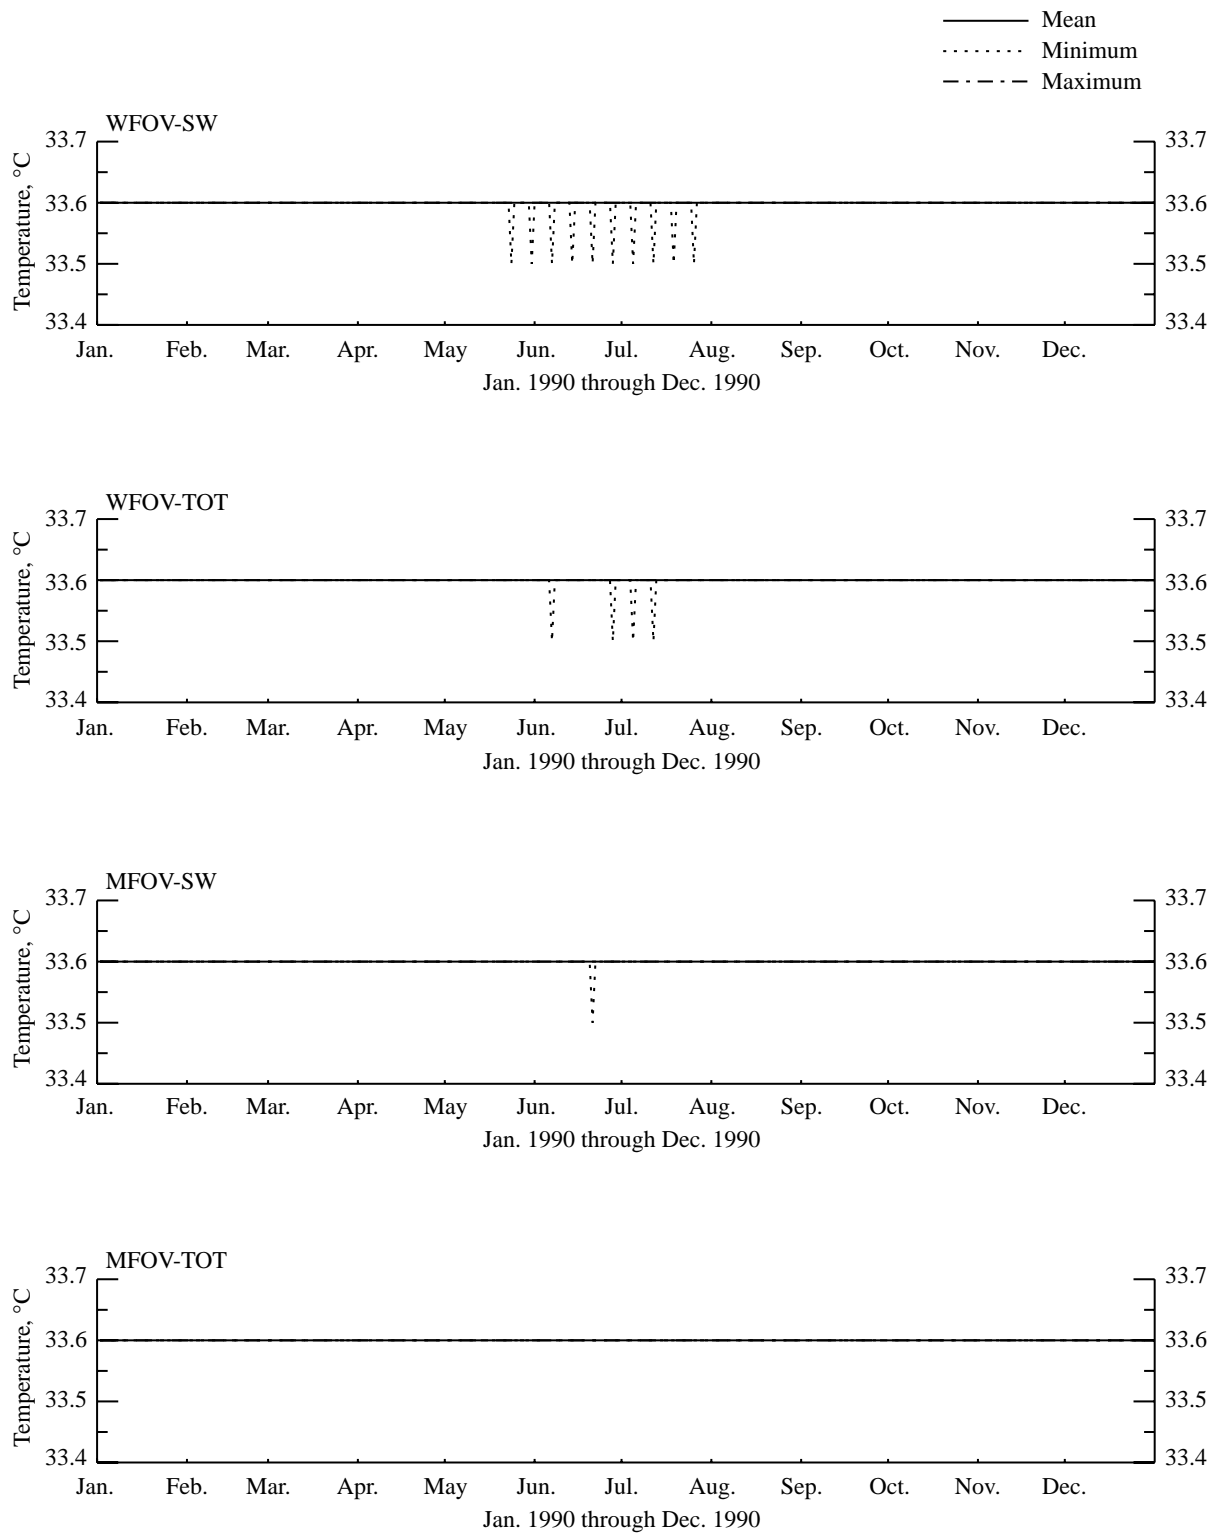 Mean
Minimum
Maximum
WFOV-SW
33.7 33.7
33.6 33.6
33.5 33.5
33.4 33.4
Temperature, °C
Jan. Feb. Mar. Apr. May Jun. Jul. Aug. Sep. Oct. Nov. Dec.
Jan. 1990 through Dec. 1990
WFOV-TOT
33.7 33.7
33.6 33.6
33.5 33.5
33.4 33.4
Temperature, °C
Jan. Feb. Mar. Apr. May Jun. Jul. Aug. Sep. Oct. Nov. Dec.
Jan. 1990 through Dec. 1990
MFOV-SW
33.7 33.7
33.6 33.6
33.5 33.5
33.4 33.4
Temperature, °C
Jan. Feb. Mar. Apr. May Jun. Jul. Aug. Sep. Oct. Nov. Dec.
Jan. 1990 through Dec. 1990
MFOV-TOT
33.7 33.7
33.6 33.6
33.5 33.5
33.4 33.4
Temperature, °C
Jan. Feb. Mar. Apr. May Jun. Jul. Aug. Sep. Oct. Nov. Dec.
Jan. 1990 through Dec. 1990